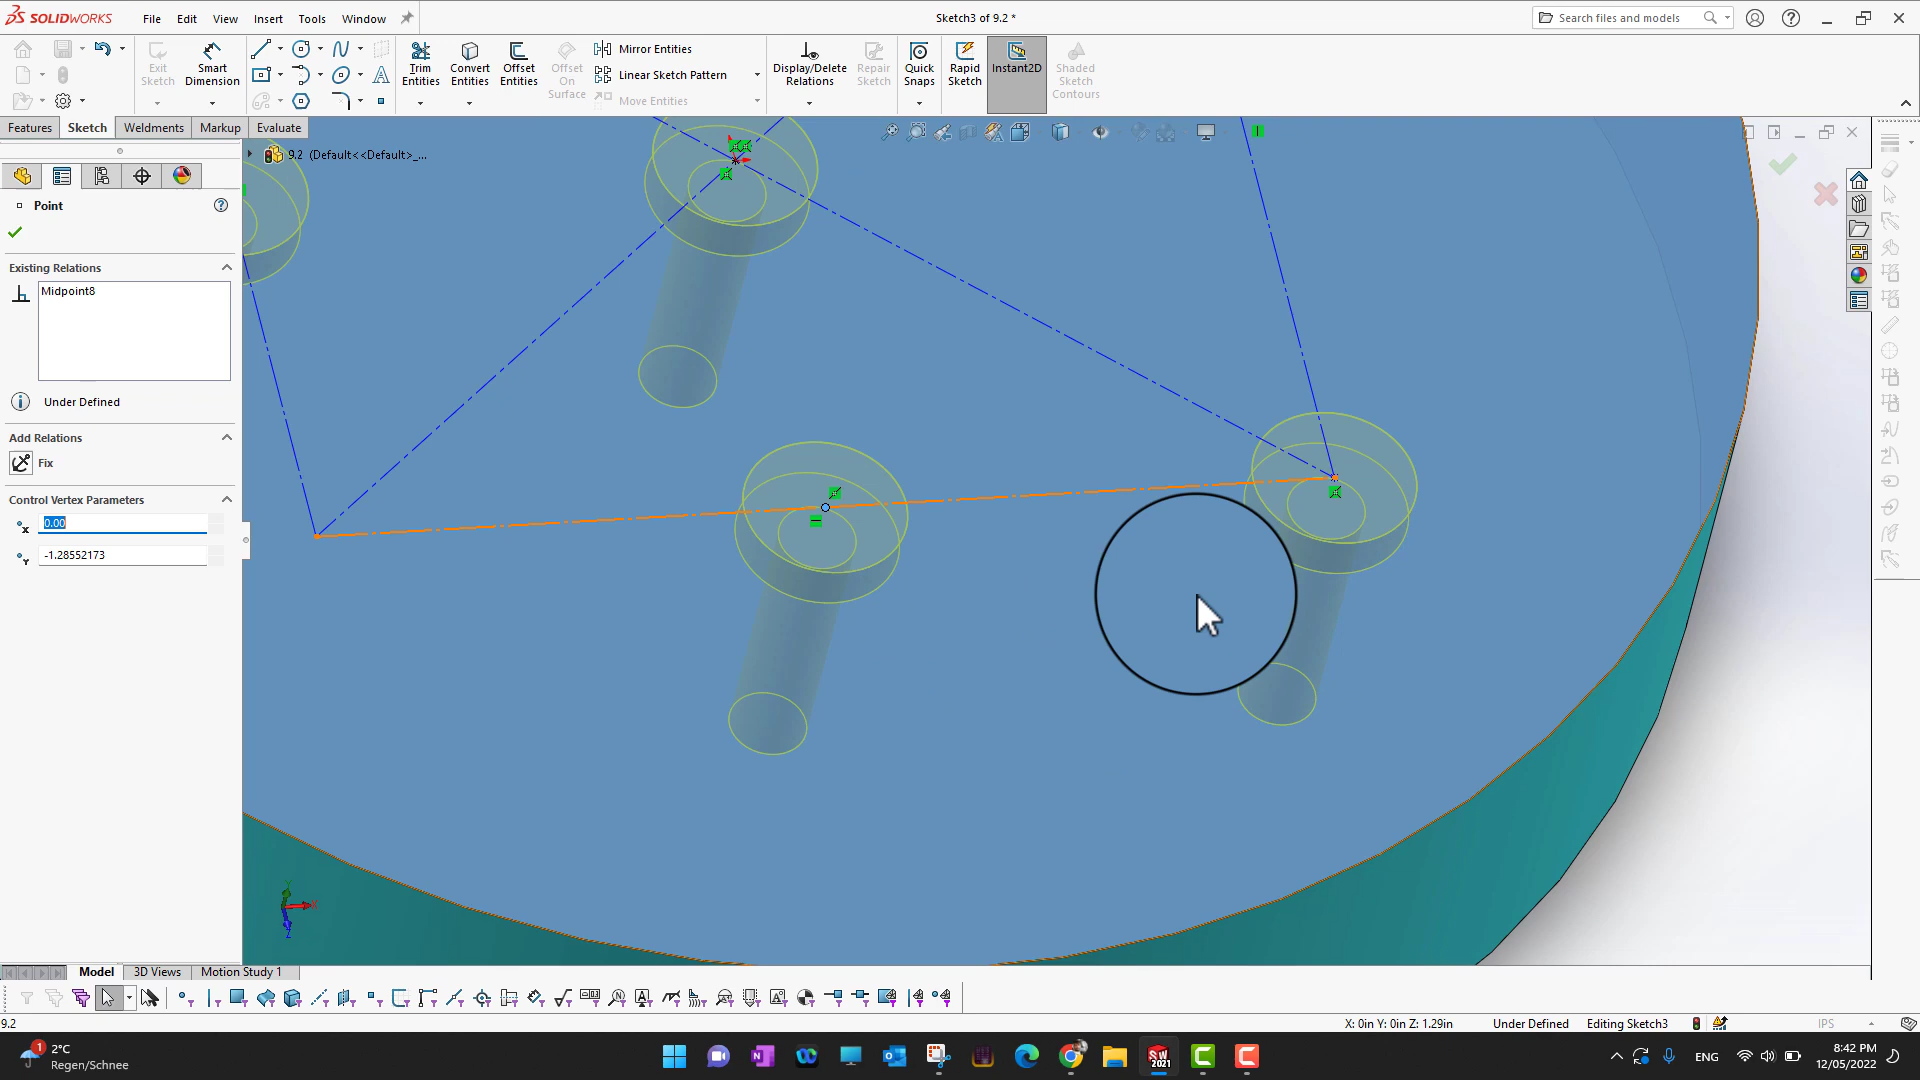 SOLIDWORKS File Edit View Insert Tools Window
Sketch3 of 9.2 *
Search files and models
Exit Sketch
Smart Dimension
Trim Entities
Convert Entities
Offset Entities
Offset On Surface
Mirror Entities
Linear Sketch Pattern
Move Entities
Display/Delete Relations
Repair Sketch
Quick Snaps
Rapid Sketch
Instant2D
Shaded Sketch Contours
Features Sketch Weldments Markup Evaluate
9.2 (Default<<Default>_...
Point
Existing Relations
Midpoint8
Under Defined
Add Relations
Fix
Control Vertex Parameters
0.00
-1.28552173
Model 3D Views Motion Study 1
9.2
X: 0in Y: 0in Z: 1.29in Under Defined Editing Sketch3 IPS
1
2°C
Regen/Schnee
SW
2021
ENG
8:42 PM
12/05/2022